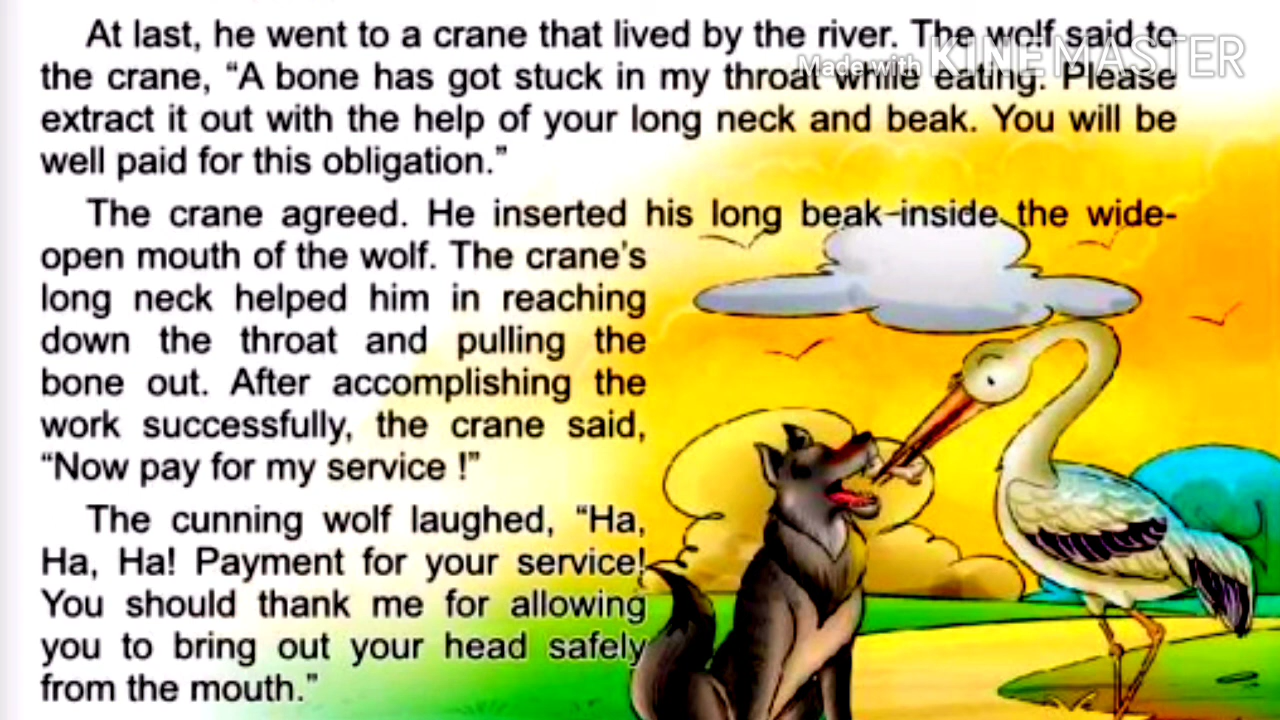 At last, he went to a crane that lived by the river. The wolf said to
Made with KINEMASTER
the crane, “A bone has got stuck in my throat while eating. Please
extract it out with the help of your long neck and beak. You will be
well paid for this obligation.”
The crane agreed. He inserted his long beak inside the wide-
open mouth of the wolf. The crane’s
long neck helped him in reaching
down the throat and pulling the
bone out. After accomplishing the
work successfully, the crane said,
“Now pay for my service !”
The cunning wolf laughed, “Ha,
Ha, Ha! Payment for your service!
You should thank me for allowing
you to bring out your head safely
from the mouth.”